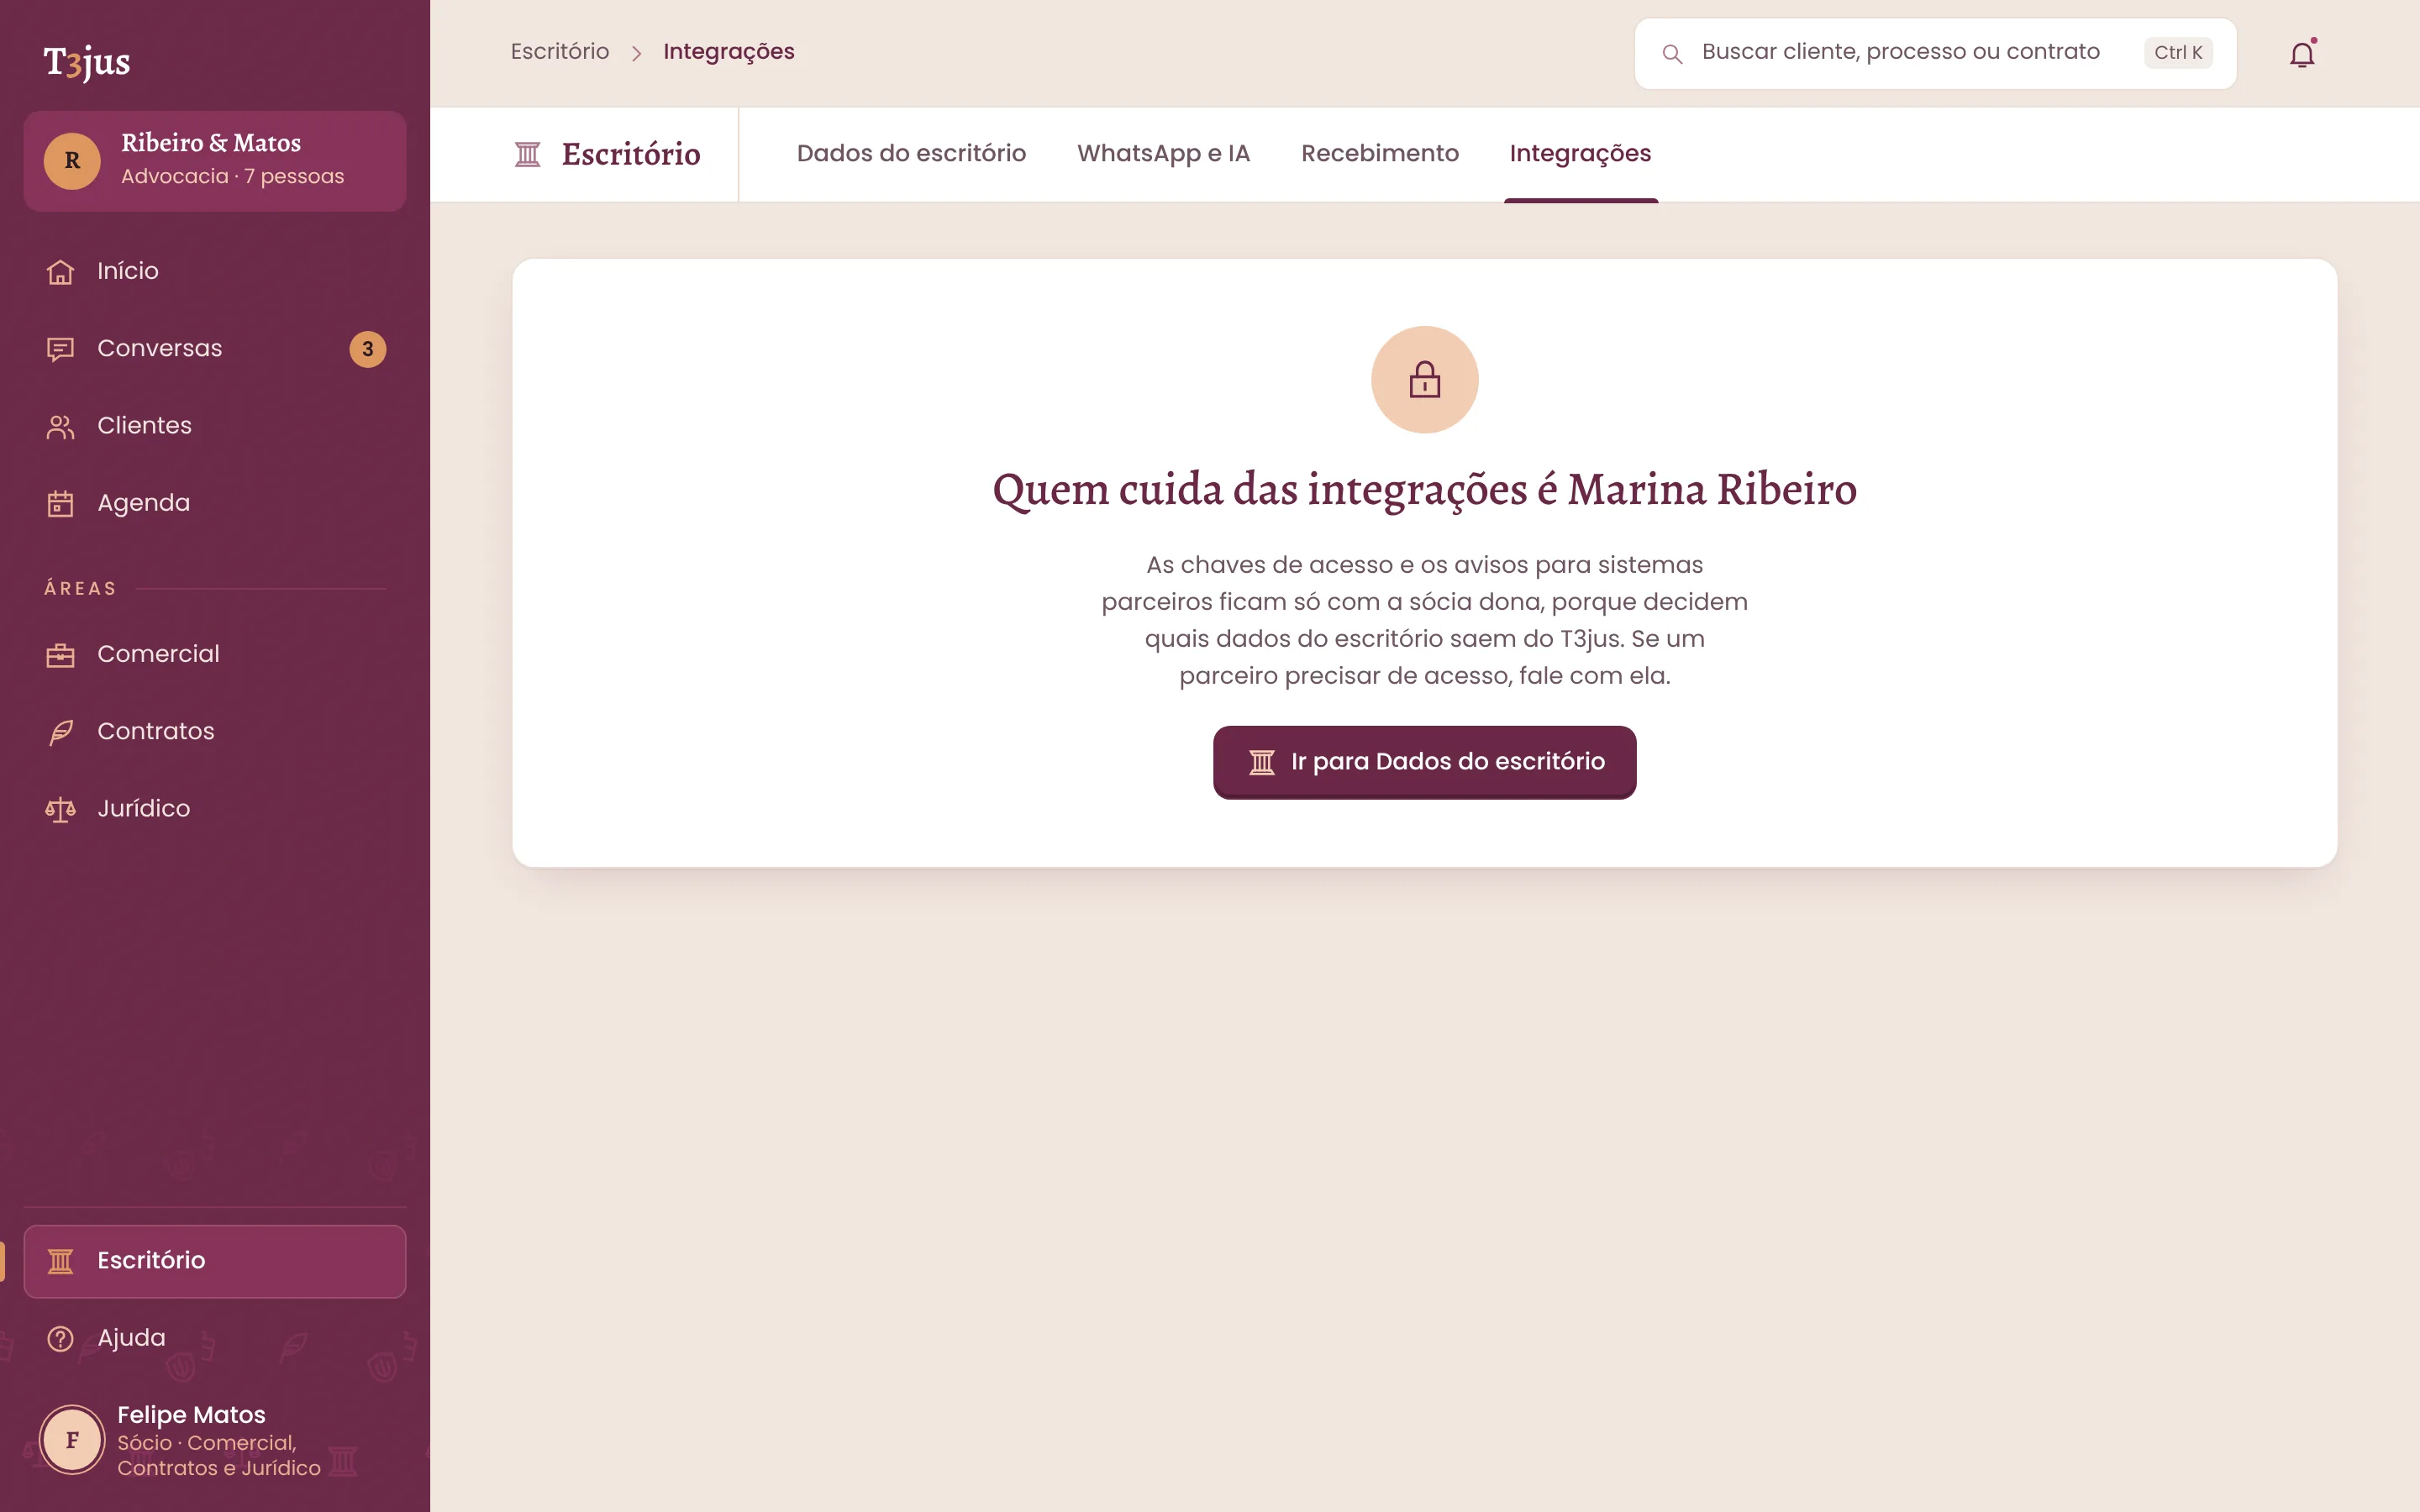 T3jus
R
Ribeiro & Matos
Advocacia · 7 pessoas
Início
Conversas
3
Clientes
Agenda
ÁREAS
Comercial
Contratos
Jurídico
Escritório
Ajuda
F
Felipe Matos
Sócio · Comercial,
Contratos e Jurídico
Escritório
Integrações
Buscar cliente, processo ou contrato
Ctrl K
Escritório
Dados do escritório
WhatsApp e IA
Recebimento
Integrações
Quem cuida das integrações é Marina Ribeiro
As chaves de acesso e os avisos para sistemas
parceiros ficam só com a sócia dona, porque decidem
quais dados do escritório saem do T3jus. Se um
parceiro precisar de acesso, fale com ela.
Ir para Dados do escritório